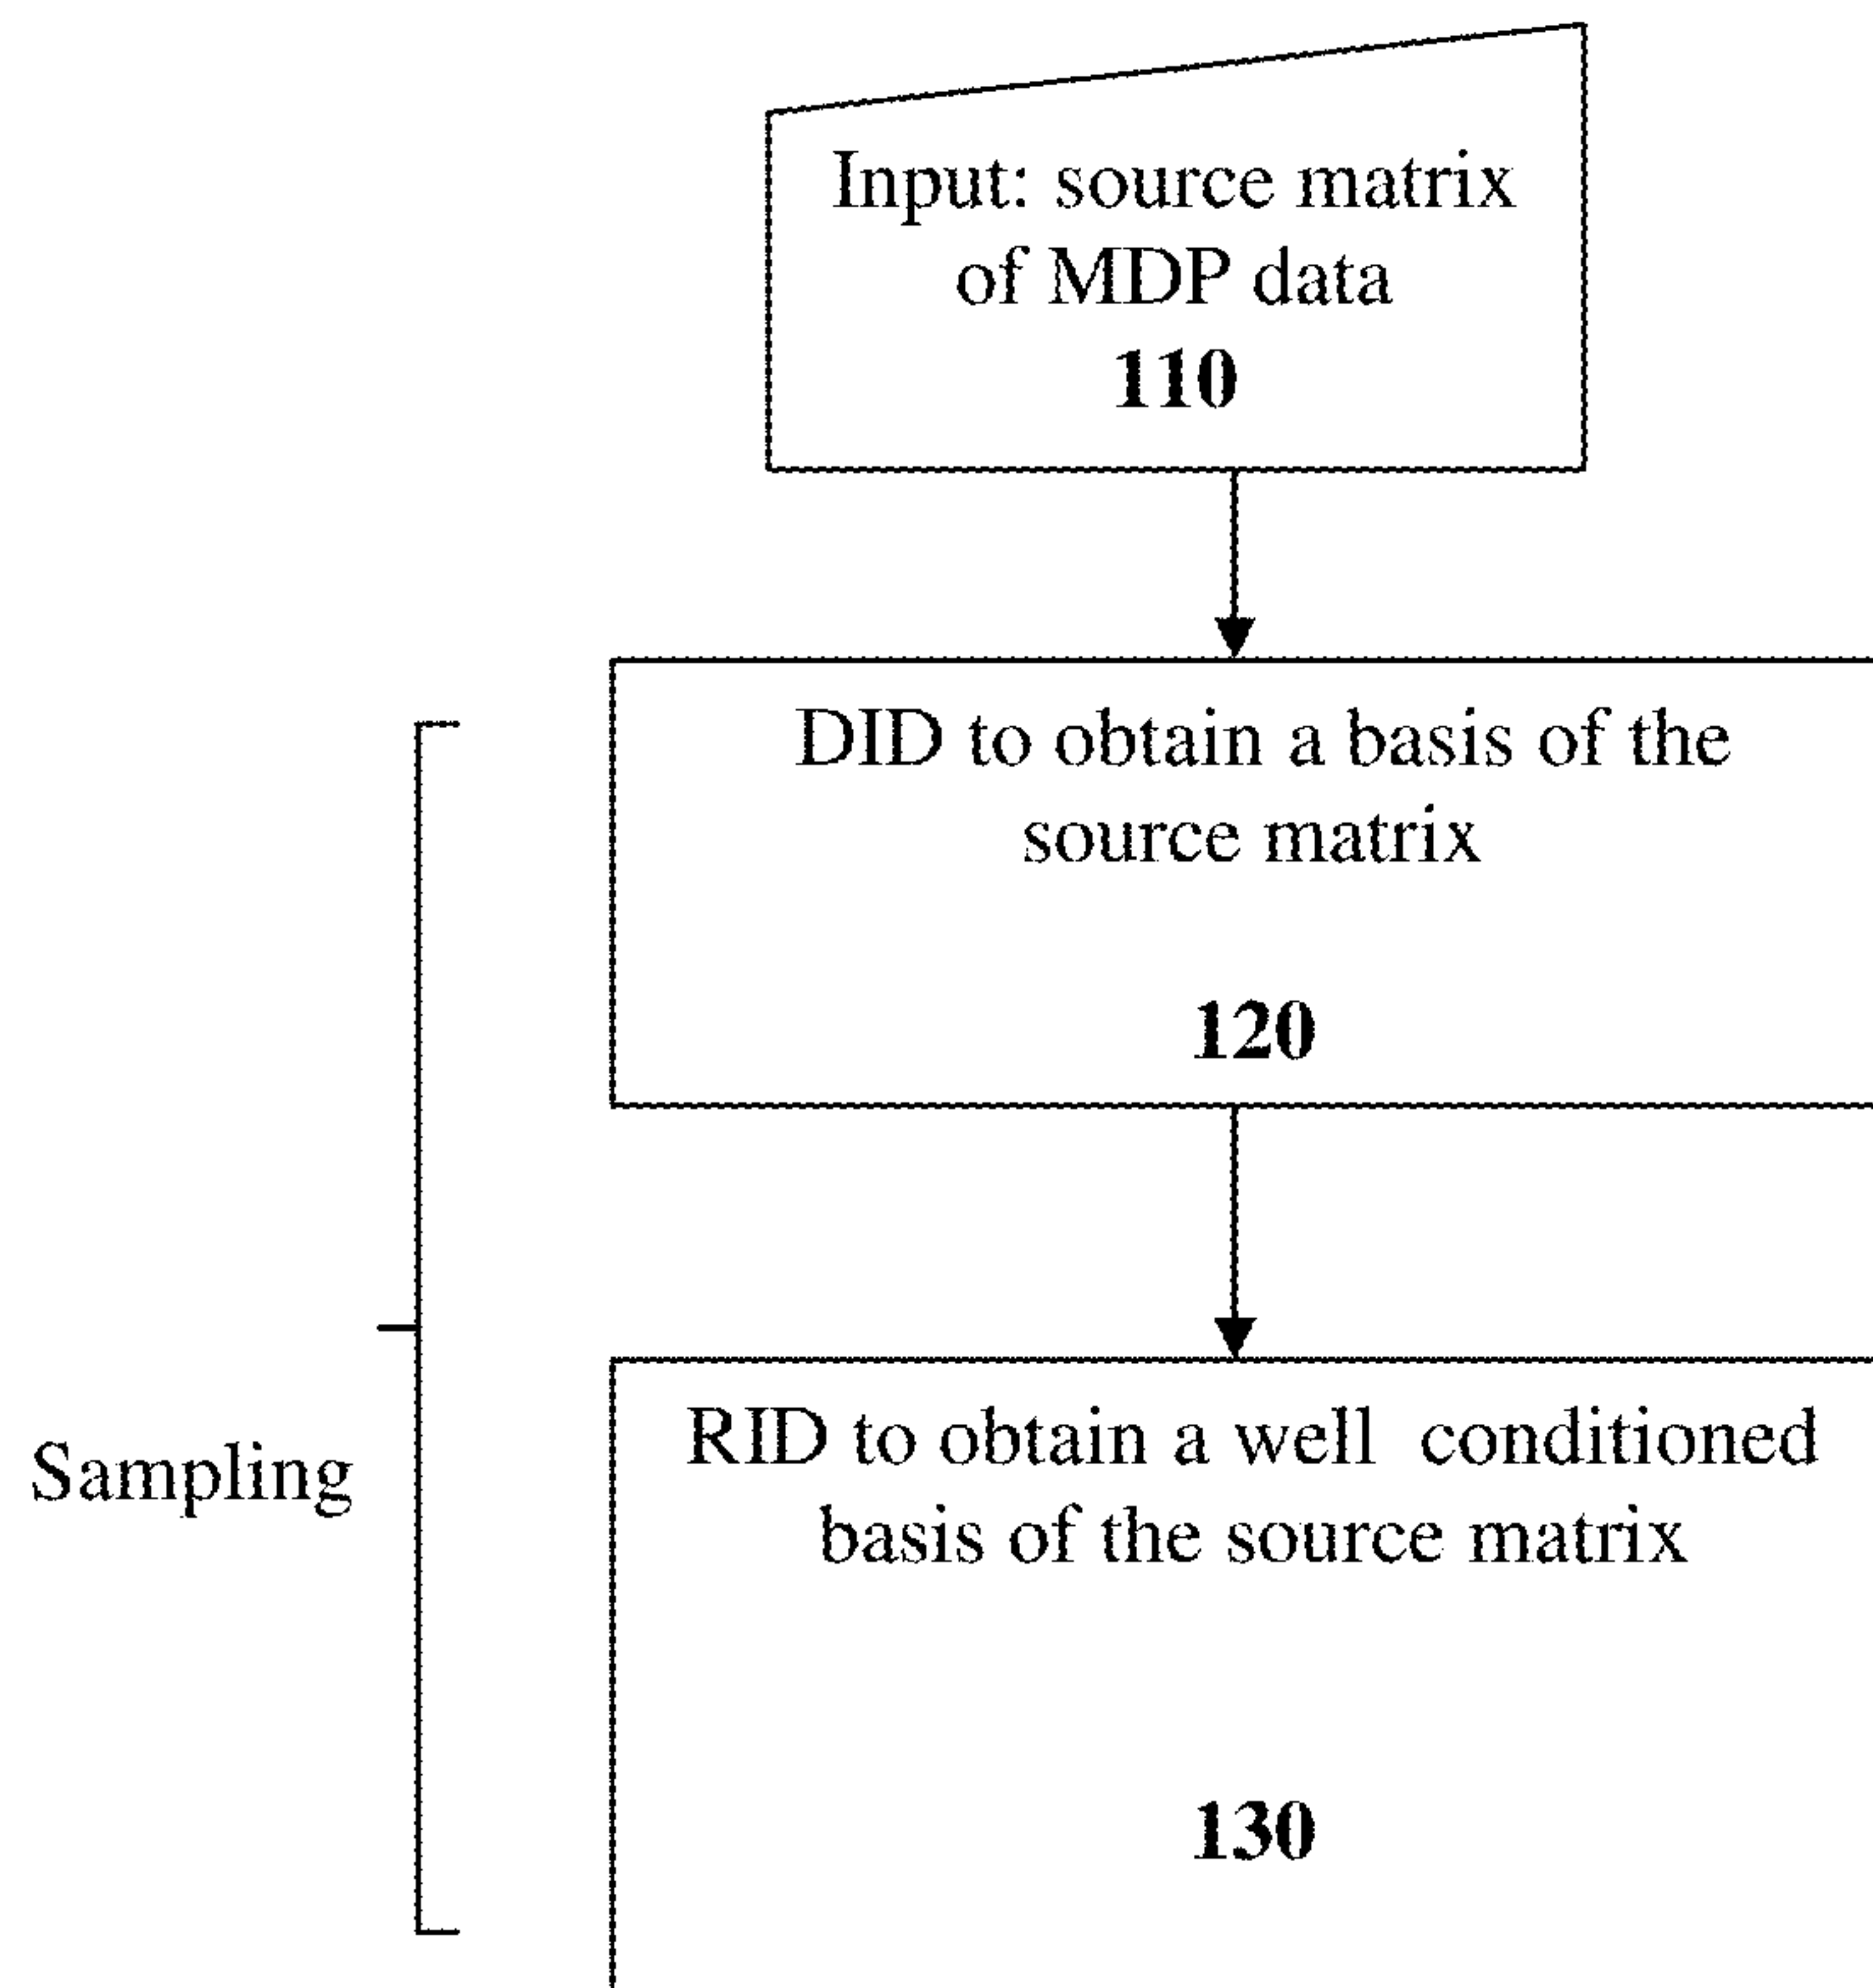 Input: source matrix
of MDP data
110
DID to obtain a basis of the
source matrix
120
Sampling
RID to obtain a well conditioned
basis of the source matrix
130